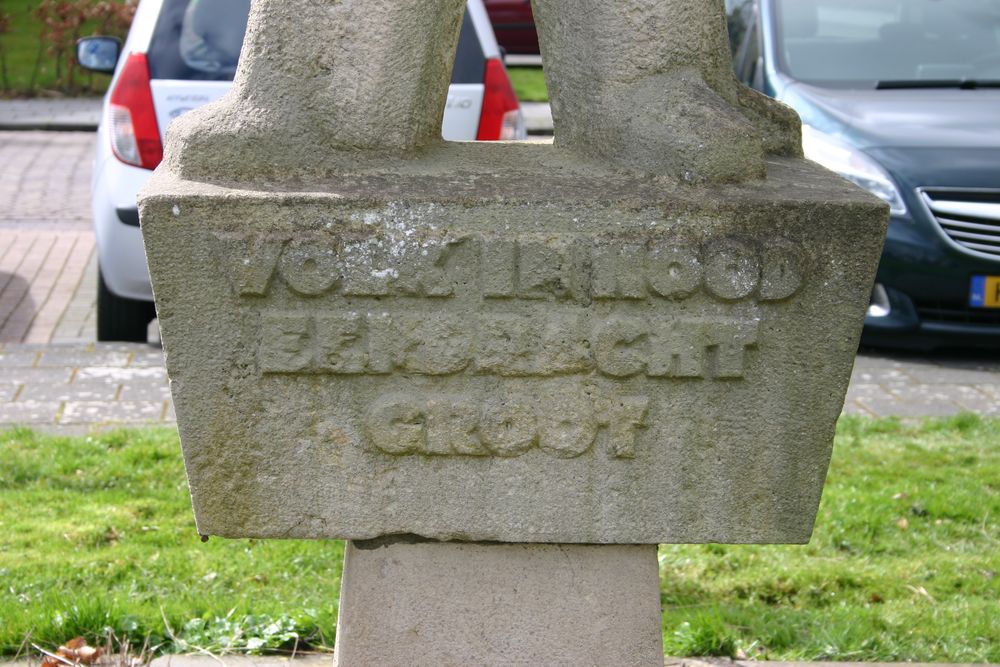 VOLK IN NOOD
EENDRACHT
GROOT